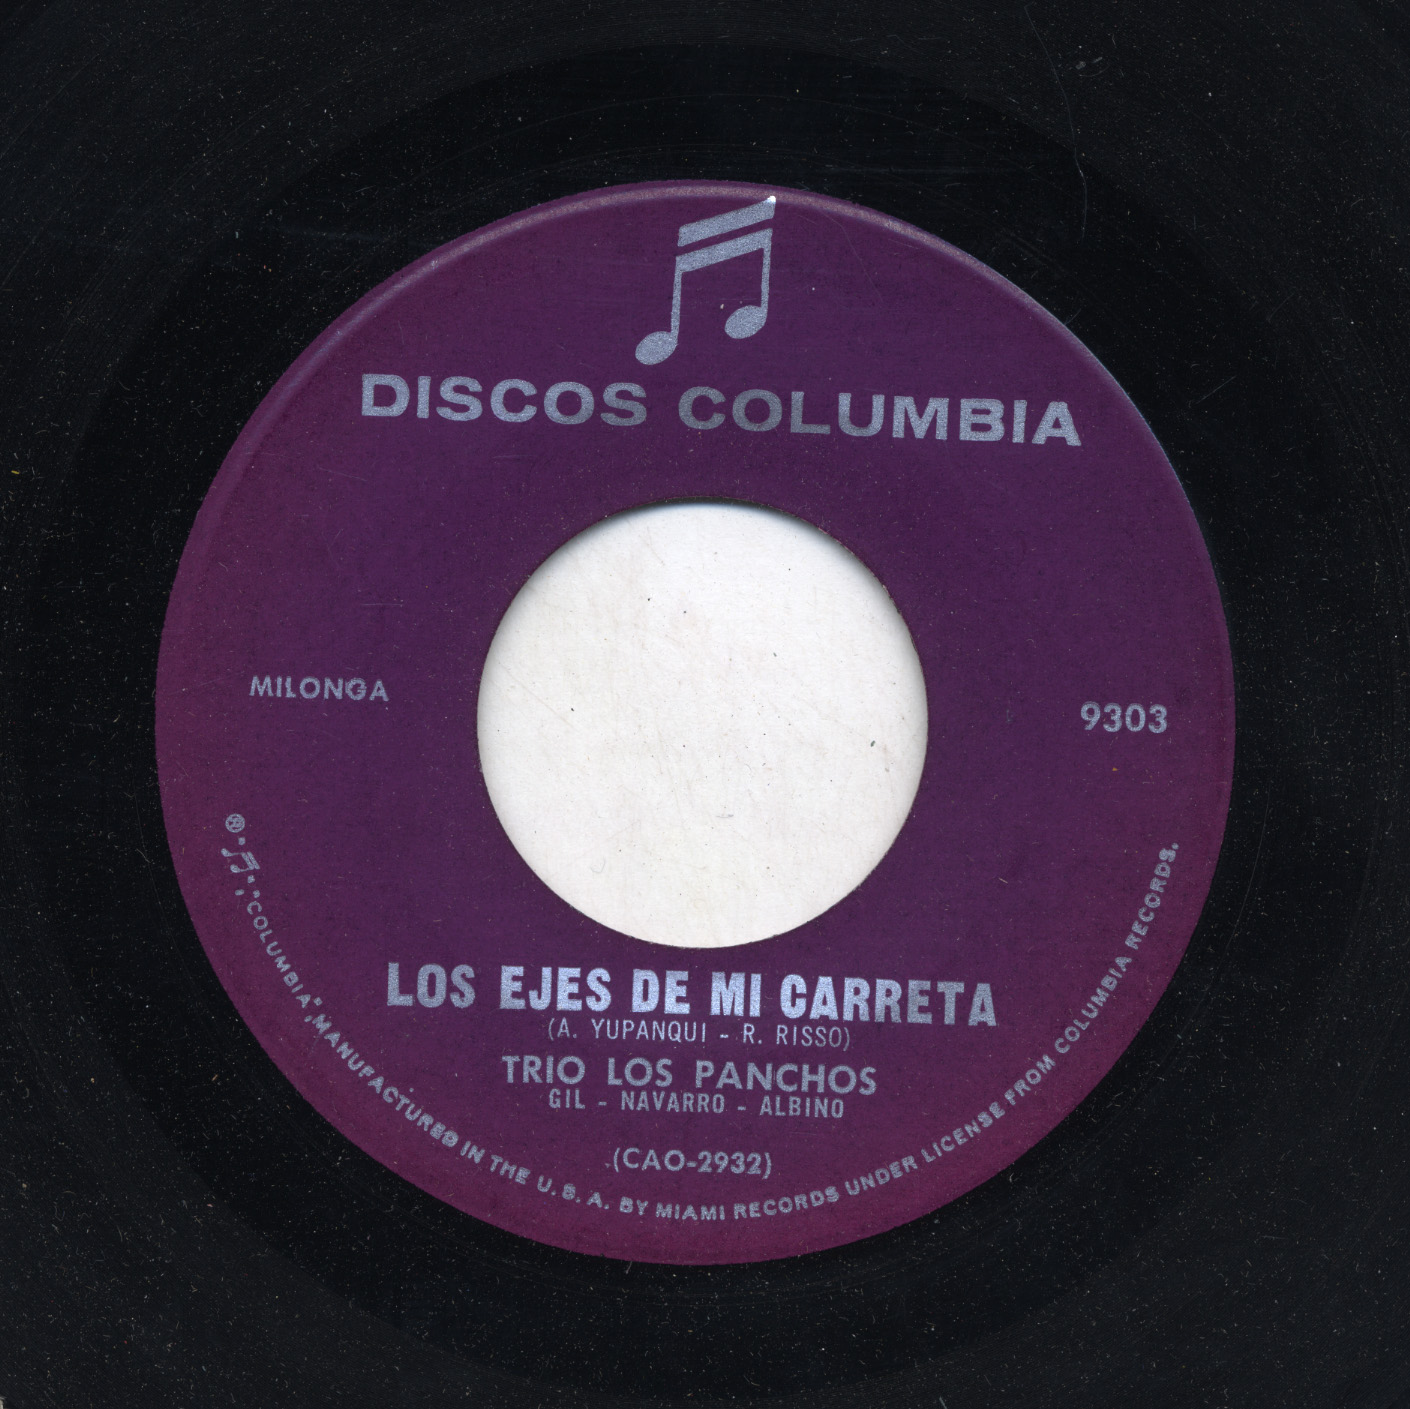 DISCOS COLUMBIA
MILONGA
9303
LOS EJES DE MI CARRETA
(A. YUPANQUI - R. RISSO)
TRIO LOS PANCHOS
GIL - NAVARRO - ALBINO
(CAO-2932)
® "♫", "COLUMBIA", MANUFACTURED IN THE U.S.A. BY MIAMI RECORDS UNDER LICENSE FROM COLUMBIA RECORDS.